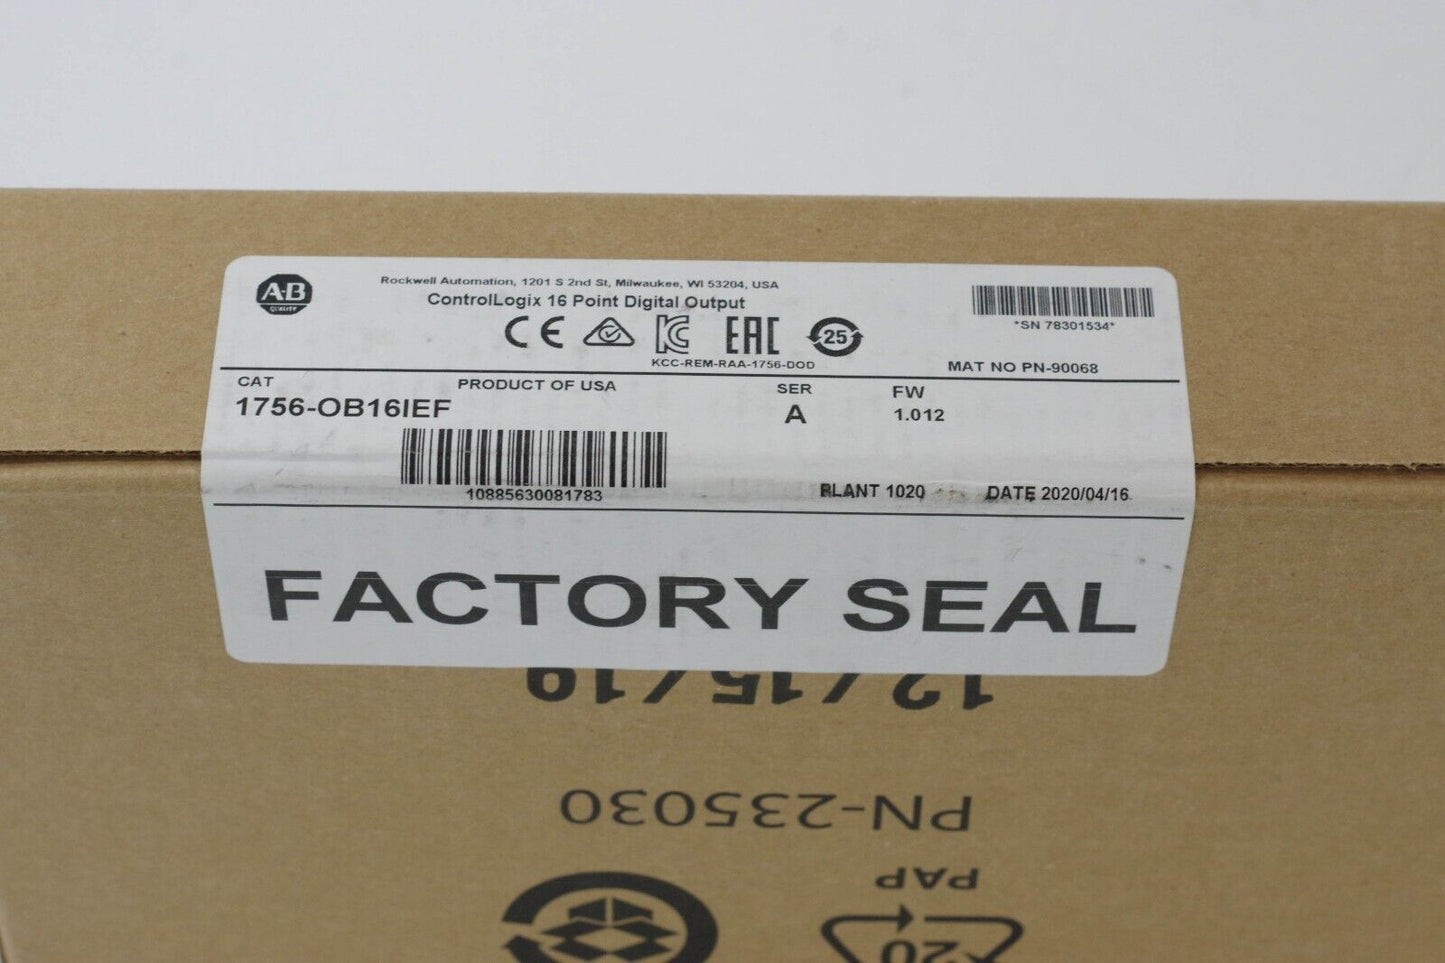 A-B
QUALITY
Rockwell Automation, 1201 S 2nd St, Milwaukee, WI 53204, USA
ControlLogix 16 Point Digital Output
CE KC EAC 25
KCC-REM-RAA-1756-DOD
*SN 78301534*
MAT NO PN-90068
CAT PRODUCT OF USA SER FW
1756-OB16IEF A 1.012
10885630081783
PLANT 1020 DATE 2020/04/16
FACTORY SEAL
12/15/19
PN-235030
PAP
20